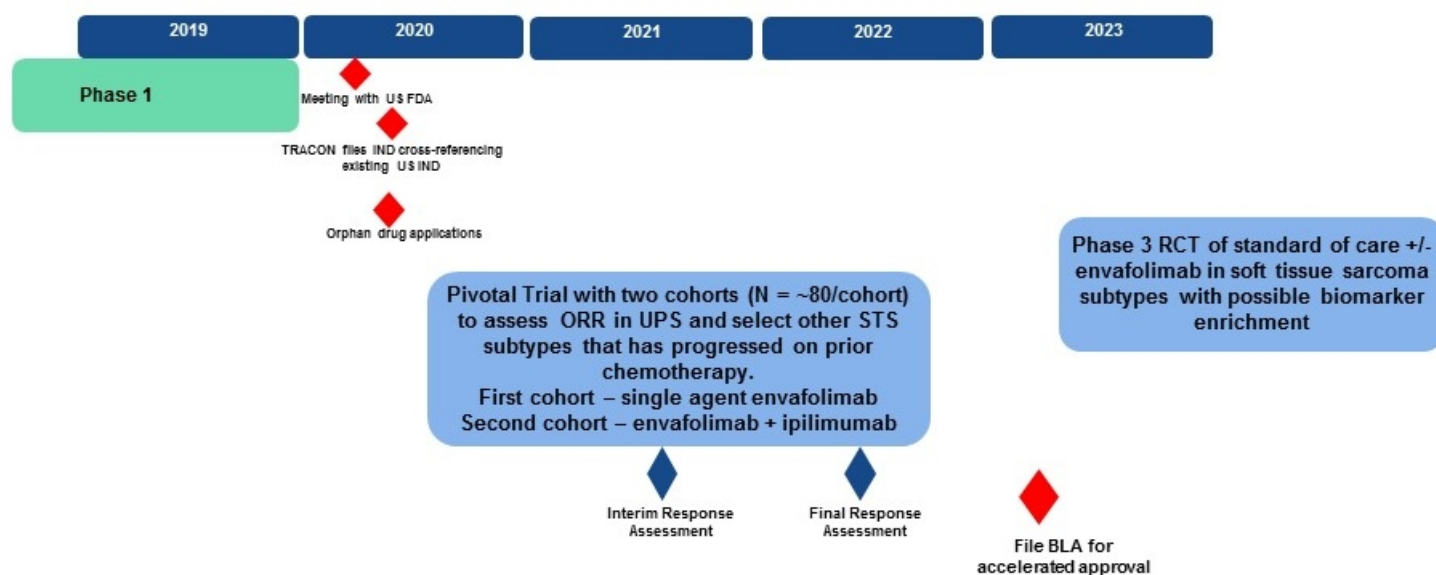 2019
2020
2021
2022
2023
Phase 1
Meeting with US FDA
TRACON files IND cross-referencing
existing US IND
Orphan drug applications
Pivotal Trial with two cohorts (N = ~80/cohort)
to assess ORR in UPS and select other STS
subtypes that has progressed on prior
chemotherapy.
First cohort – single agent envafolimab
Second cohort – envafolimab + ipilimumab
Phase 3 RCT of standard of care +/-
envafolimab in soft tissue sarcoma
subtypes with possible biomarker
enrichment
Interim Response
Assessment
Final Response
Assessment
File BLA for
accelerated approval